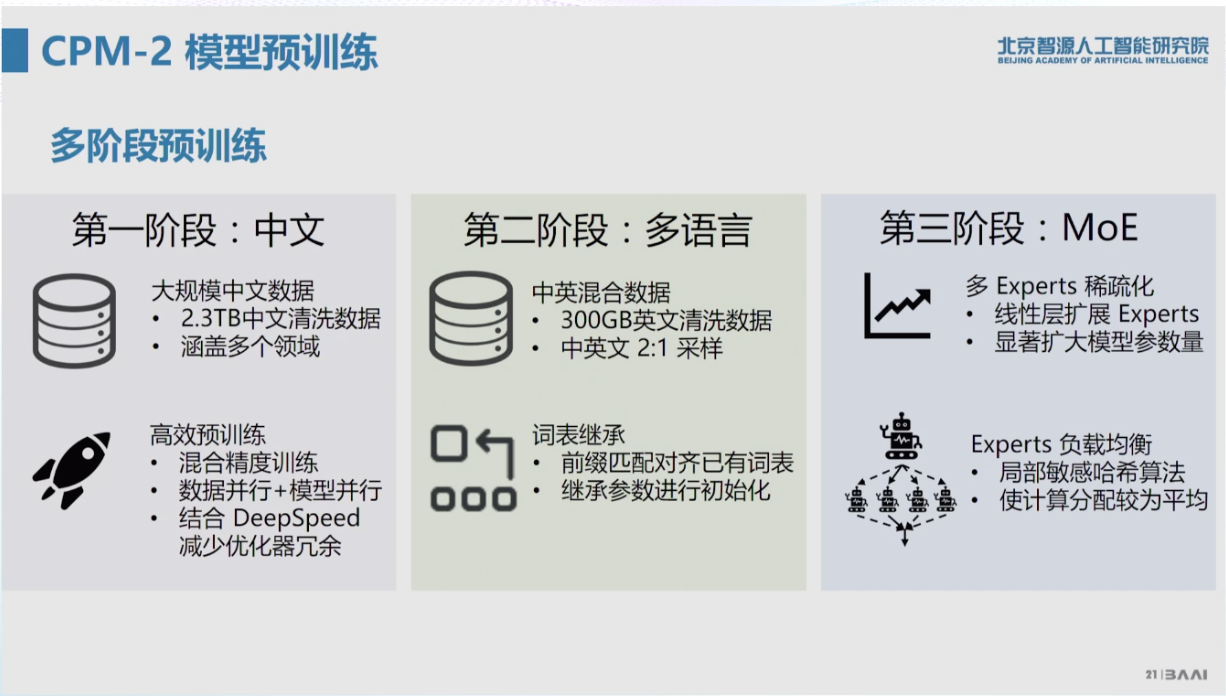 CPM-2 模型预训练
北京智源人工智能研究院
BEIJING ACADEMY OF ARTIFICIAL INTELLIGENCE
多阶段预训练
第一阶段：中文
大规模中文数据
• 2.3TB中文清洗数据
• 涵盖多个领域
高效预训练
• 混合精度训练
• 数据并行+模型并行
• 结合 DeepSpeed
减少优化器冗余
第二阶段：多语言
中英混合数据
• 300GB英文清洗数据
• 中英文 2:1 采样
词表继承
• 前缀匹配对齐已有词表
• 继承参数进行初始化
第三阶段：MoE
多 Experts 稀疏化
• 线性层扩展 Experts
• 显著扩大模型参数量
Experts 负载均衡
• 局部敏感哈希算法
• 使计算分配较为平均
21 | BAAI